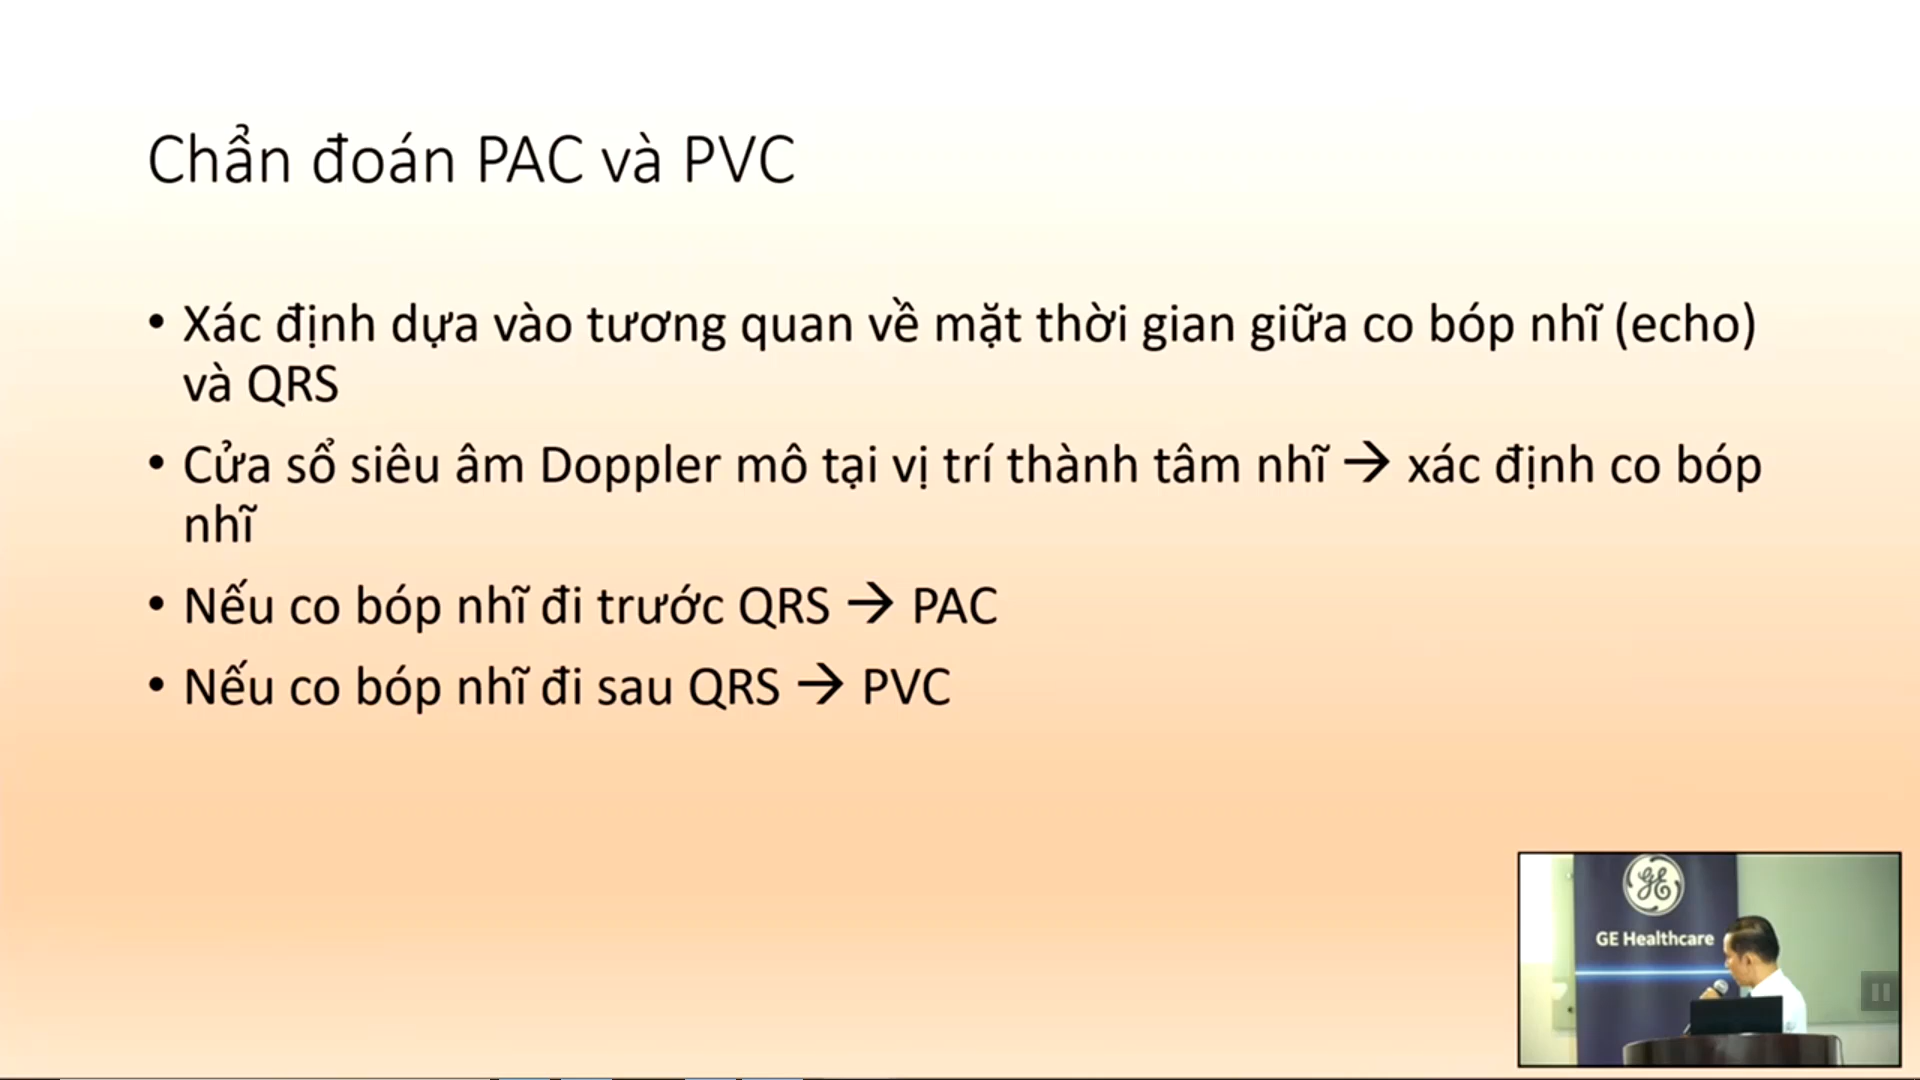 Chẩn đoán PAC và PVC
• Xác định dựa vào tương quan về mặt thời gian giữa co bóp nhĩ (echo)
và QRS
• Cửa sổ siêu âm Doppler mô tại vị trí thành tâm nhĩ → xác định co bóp
nhĩ
• Nếu co bóp nhĩ đi trước QRS → PAC
• Nếu co bóp nhĩ đi sau QRS → PVC
GE
GE Healthcare